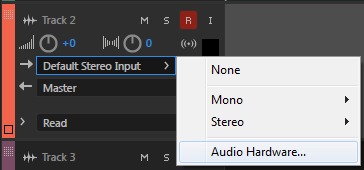 Track 2 M S R I
+0 0
Default Stereo Input >
Master
> Read
None
Mono
Stereo
Audio Hardware...
Track 3 M S